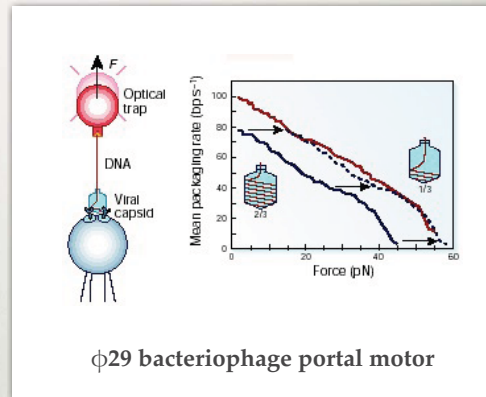 F
Optical
trap
DNA
Viral
capsid
Mean packaging rate (bp s⁻¹)
100
80
60
40
20
0
2/3
1/3
0
20
40
60
Force (pN)
ϕ29 bacteriophage portal motor